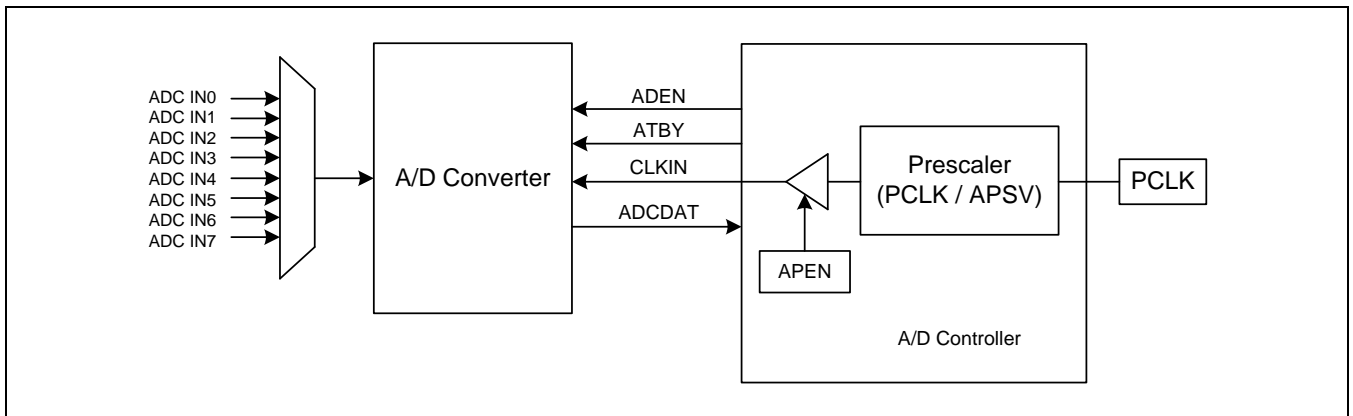 ADC IN0
ADC IN1
ADC IN2
ADC IN3
ADC IN4
ADC IN5
ADC IN6
ADC IN7
A/D Converter
ADEN
ATBY
CLKIN
ADCDAT
APEN
Prescaler
(PCLK / APSV)
PCLK
A/D Controller